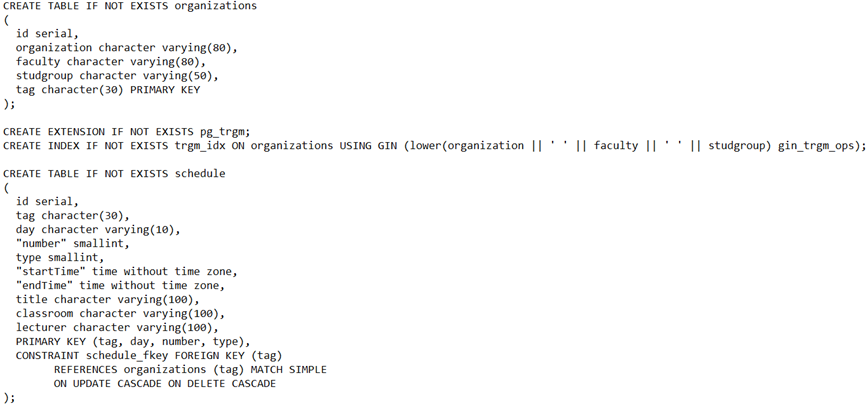 CREATE TABLE IF NOT EXISTS organizations
(
  id serial,
  organization character varying(80),
  faculty character varying(80),
  studgroup character varying(50),
  tag character(30) PRIMARY KEY
);

CREATE EXTENSION IF NOT EXISTS pg_trgm;
CREATE INDEX IF NOT EXISTS trgm_idx ON organizations USING GIN (lower(organization || ' ' || faculty || ' ' || studgroup) gin_trgm_ops);

CREATE TABLE IF NOT EXISTS schedule
(
  id serial,
  tag character(30),
  day character varying(10),
  "number" smallint,
  type smallint,
  "startTime" time without time zone,
  "endTime" time without time zone,
  title character varying(100),
  classroom character varying(100),
  lecturer character varying(100),
  PRIMARY KEY (tag, day, number, type),
  CONSTRAINT schedule_fkey FOREIGN KEY (tag)
        REFERENCES organizations (tag) MATCH SIMPLE
        ON UPDATE CASCADE ON DELETE CASCADE
);